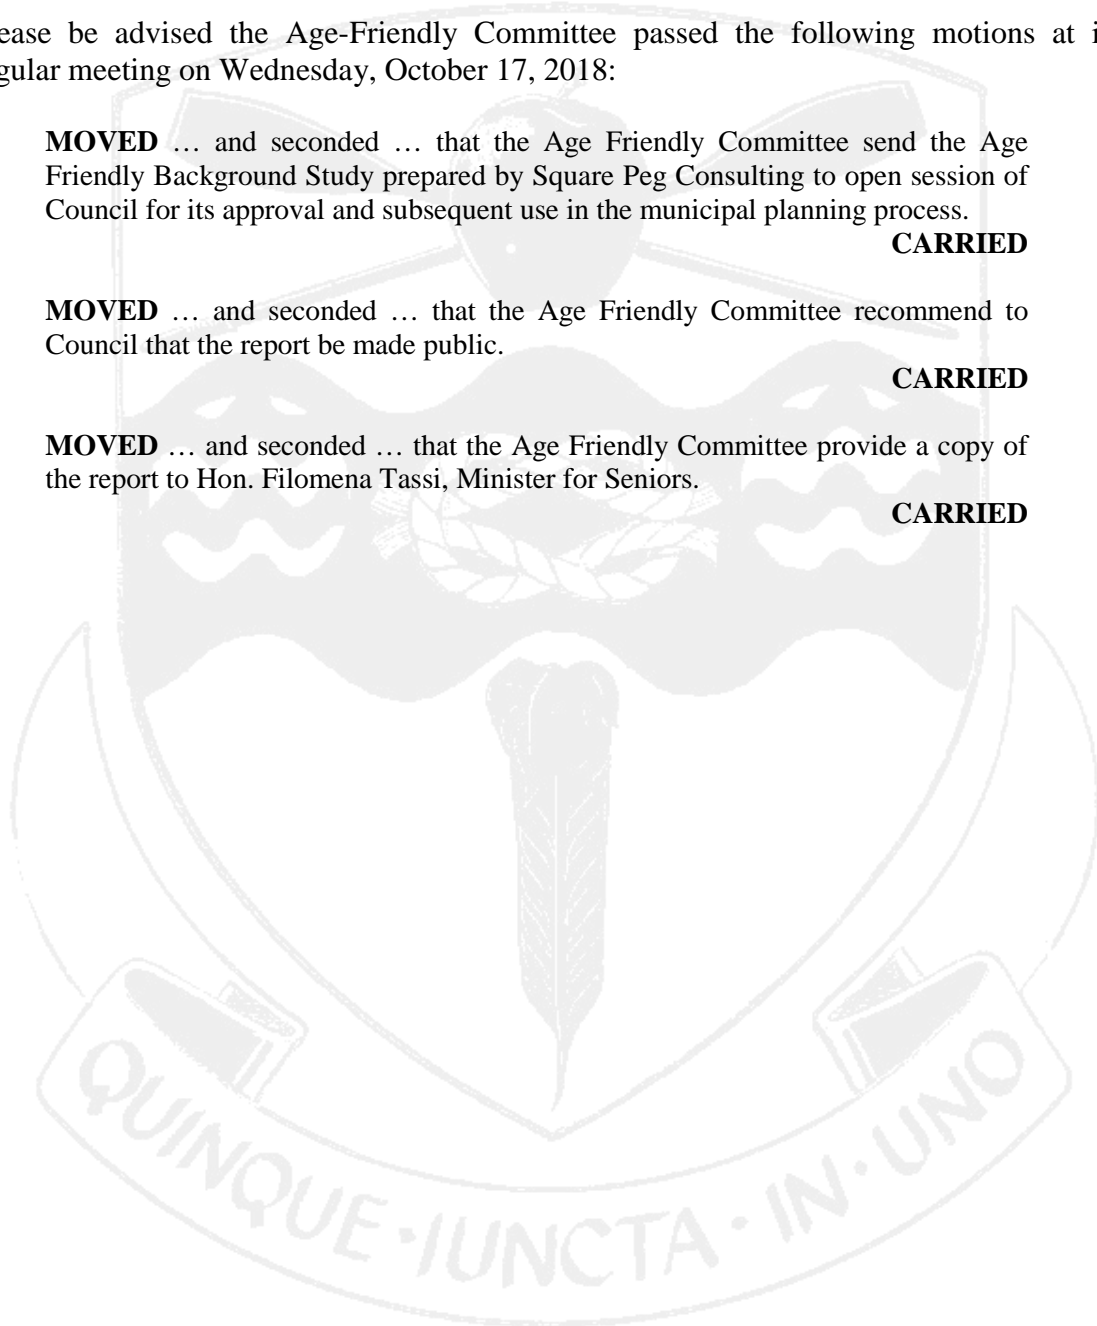 ease be advised the Age-Friendly Committee passed the following motions at i
gular meeting on Wednesday, October 17, 2018:
MOVED … and seconded … that the Age Friendly Committee send the Age
Friendly Background Study prepared by Square Peg Consulting to open session of
Council for its approval and subsequent use in the municipal planning process.
CARRIED
MOVED … and seconded … that the Age Friendly Committee recommend to
Council that the report be made public.
CARRIED
MOVED … and seconded … that the Age Friendly Committee provide a copy of
the report to Hon. Filomena Tassi, Minister for Seniors.
CARRIED
QUINQUE·IUNCTA·IN·UNO